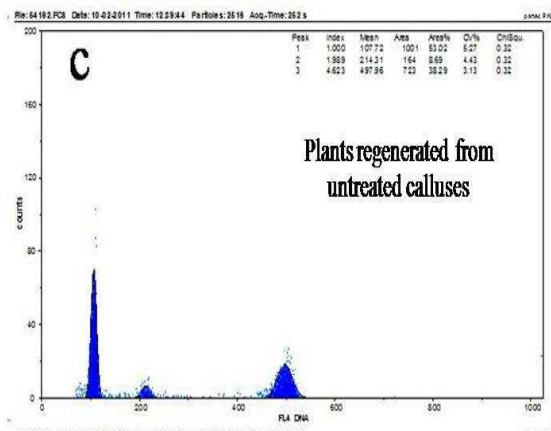 File: 64192.FCS Date: 10-02-2011 Time: 12:39:44 Particles: 2516 Acq.-Time: 252 s
C
Peak Index Mean Area Area% CV% ChiSqu.
1 1.000 107.72 1001 53.02 5.27 0.32
2 1.989 214.31 164 8.69 4.43 0.32
3 4.623 497.96 723 38.29 3.13 0.32
Plants regenerated from
untreated calluses
200
160
120
80
40
0
counts
0 200 400 600 800 1000
FL4 DNA